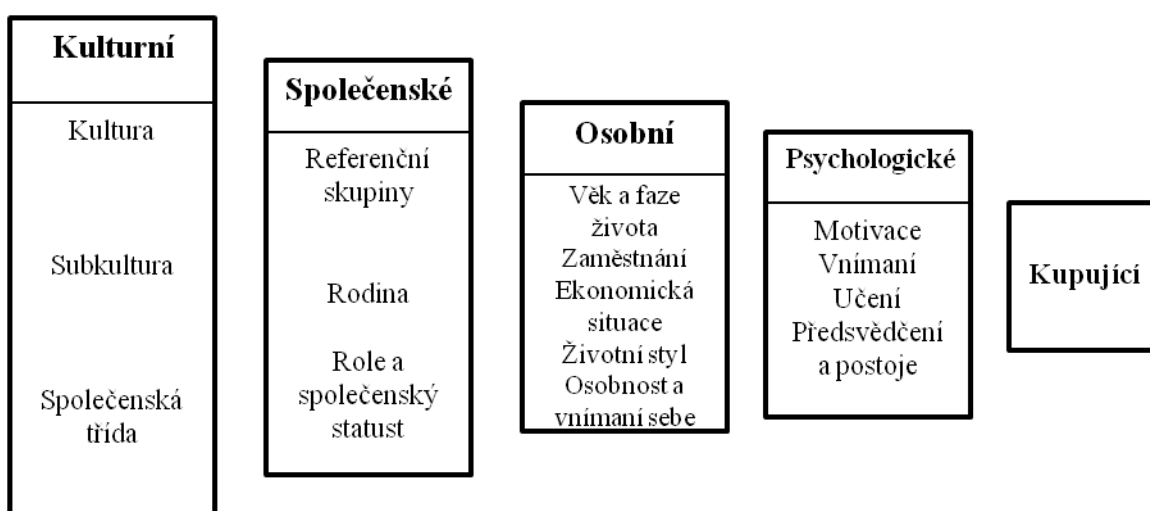 Kulturní
Kultura
Subkultura
Společenská
třída
Společenské
Referenční
skupiny
Rodina
Role a
společenský
statust
Osobní
Věk a faze
života
Zaměstnání
Ekonomická
situace
Životní styl
Osobnost a
vnímaní sebe
Psychologické
Motivace
Vnímaní
Učení
Předsvědčení
a postoje
Kupující